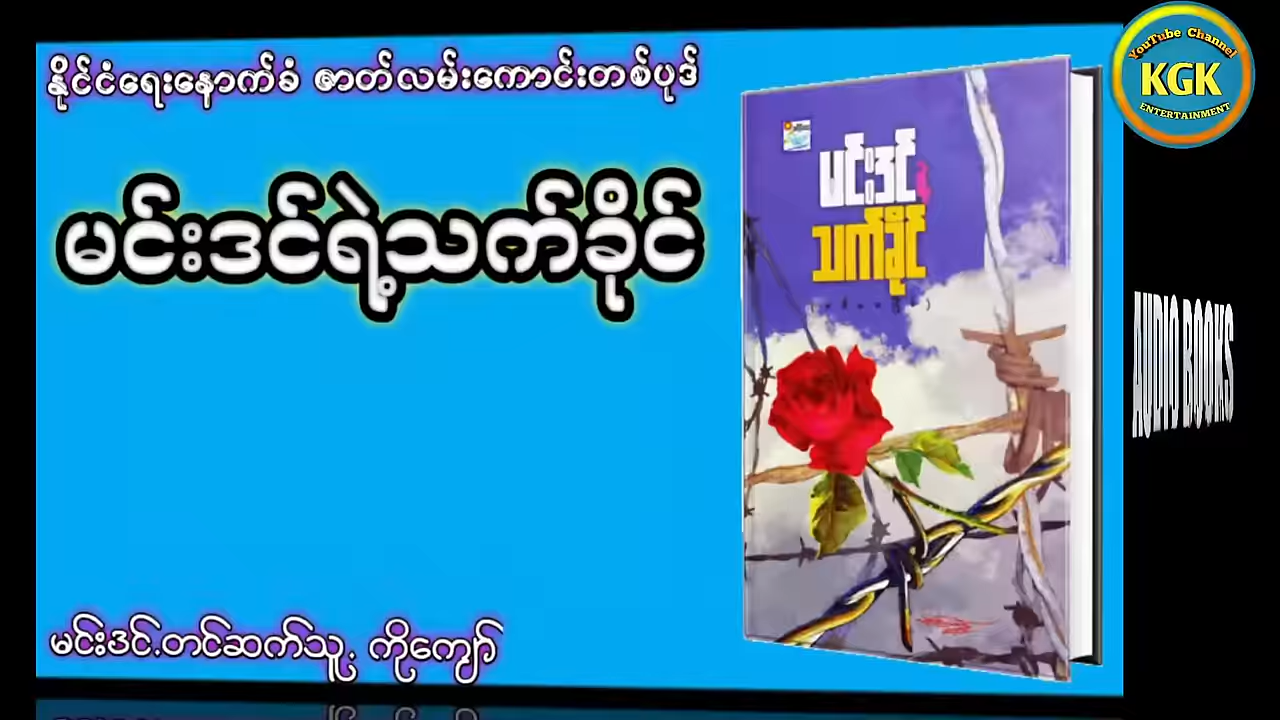 နိုင်ငံရေးနောက်ခံ ဇာတ်လမ်းကောင်းတစ်ပုဒ်
မင်းဒင်ရဲ့သက်ခိုင်
မင်းဒင်.တင်ဆက်သူ. ကိုကျော်
မင်းဒင်ရဲ့
သက်ခိုင်
YouTube Channel
KGK
ENTERTAINMENT
AUDIO BOOKS